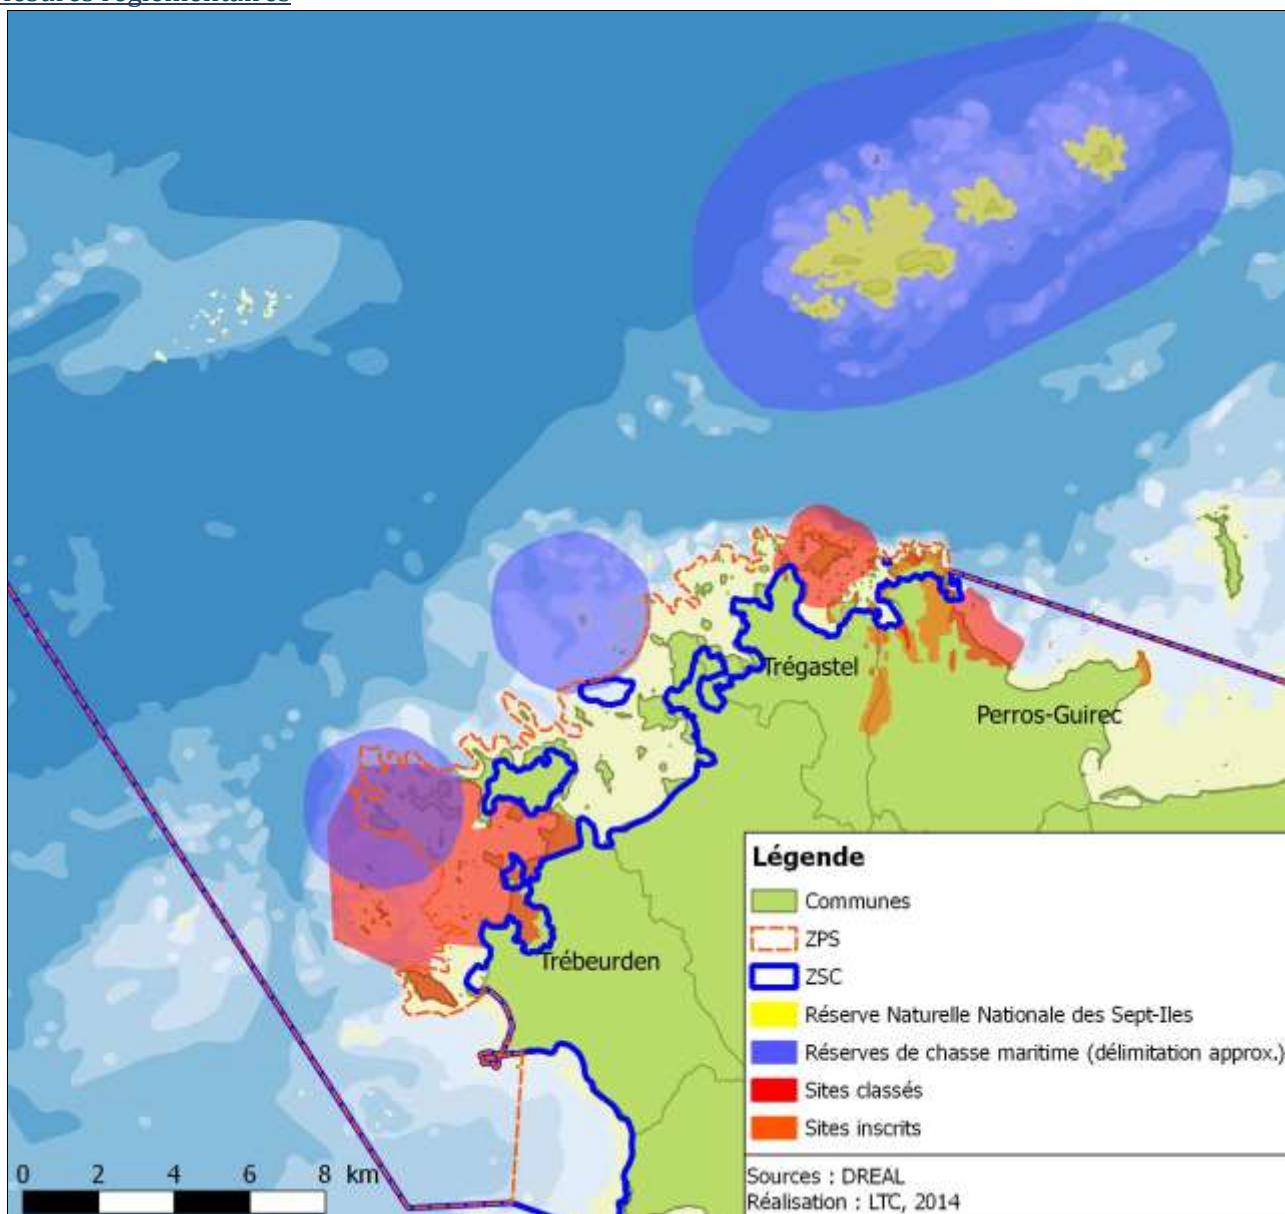 Trégastel
Perros-Guirec
Trébeurden
Légende
Communes
ZPS
ZSC
Réserve Naturelle Nationale des Sept-Iles
Réserves de chasse maritime (délimitation approx.)
Sites classés
Sites inscrits
0 2 4 6 8 km
Sources : DREAL
Réalisation : LTC, 2014